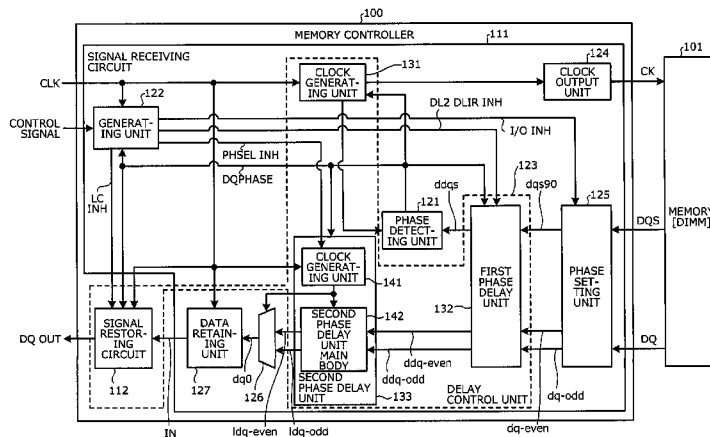 100
MEMORY CONTROLLER
111
SIGNAL RECEIVING
CIRCUIT
131
124
101
CLK
CLOCK
GENERAT-
ING UNIT
CLOCK
OUTPUT
UNIT
CK
122
DL2 DLIR INH
CONTROL
SIGNAL
GENERAT-
ING UNIT
I/O INH
PHSEL INH
DQPHASE
LC
INH
121
ddqs
123
dqs90
125
PHASE
DETECT-
ING UNIT
DQS
MEMORY
[DIMM]
CLOCK
GENERAT-
ING UNIT
141
FIRST
PHASE
DELAY
UNIT
PHASE
SET-
TING
UNIT
132
142
DQ OUT
SIGNAL
RESTOR-
ING
CIRCUIT
DATA
RETAIN-
ING
UNIT
SECOND
PHASE
DELAY
UNIT
MAIN
BODY
DQ
ddq-even
ddq-odd
112
127
dq0
126
SECOND
PHASE DELAY
UNIT
133
DELAY
CONTROL UNIT
dq-odd
dq-even
IN
ldq-even
ldq-odd